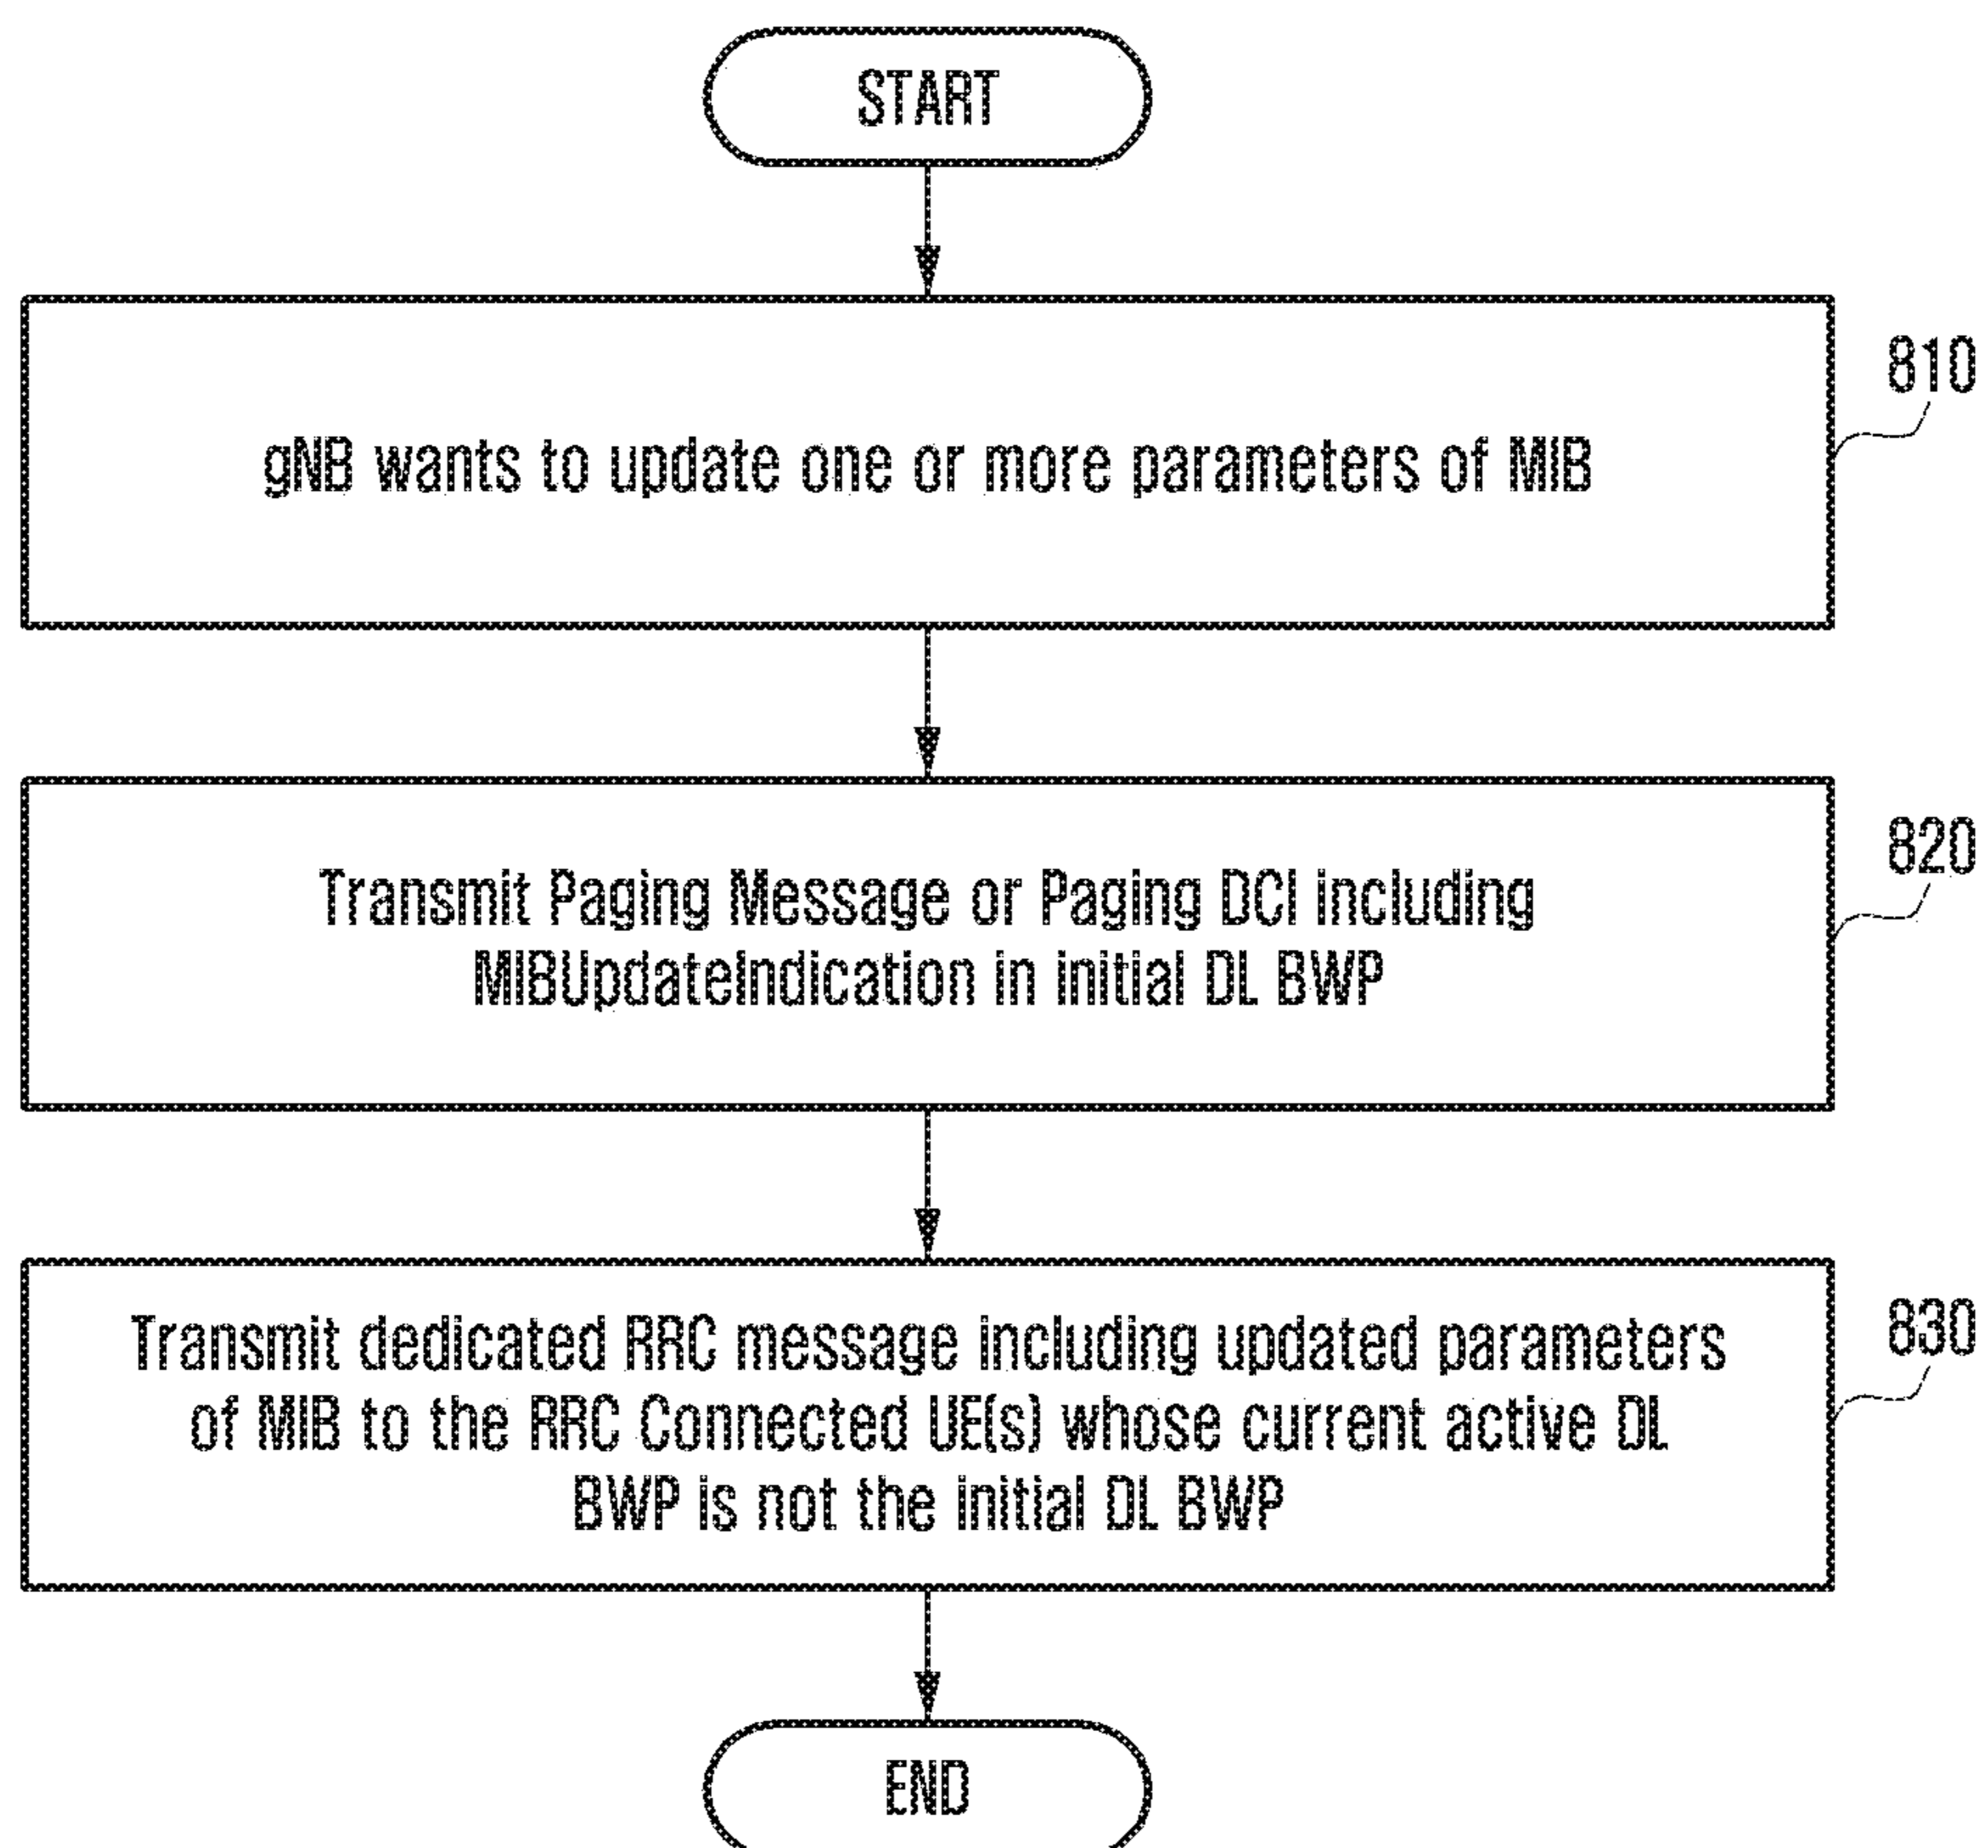 START
810
gNB wants to update one or more parameters of MIB
820
Transmit Paging Message or Paging DCI including
MIBUpdateIndication in initial DL BWP
830
Transmit dedicated RRC message including updated parameters
of MIB to the RRC Connected UE(s) whose current active DL
BWP is not the initial DL BWP
END